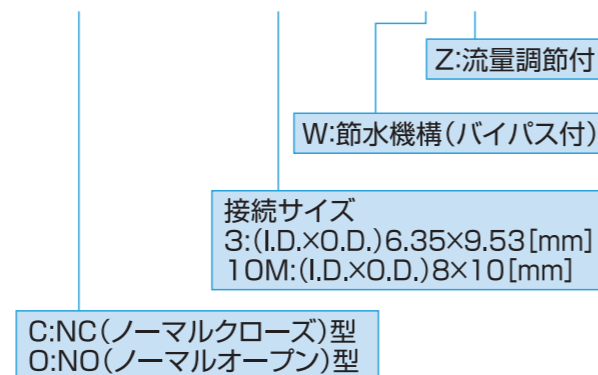 Z:流量調節付
W:節水機構(バイパス付)
接続サイズ
3:(I.D.×O.D.)6.35×9.53[mm]
10M:(I.D.×O.D.)8×10[mm]
C:NC(ノーマルクローズ)型
O:NO(ノーマルオープン)型